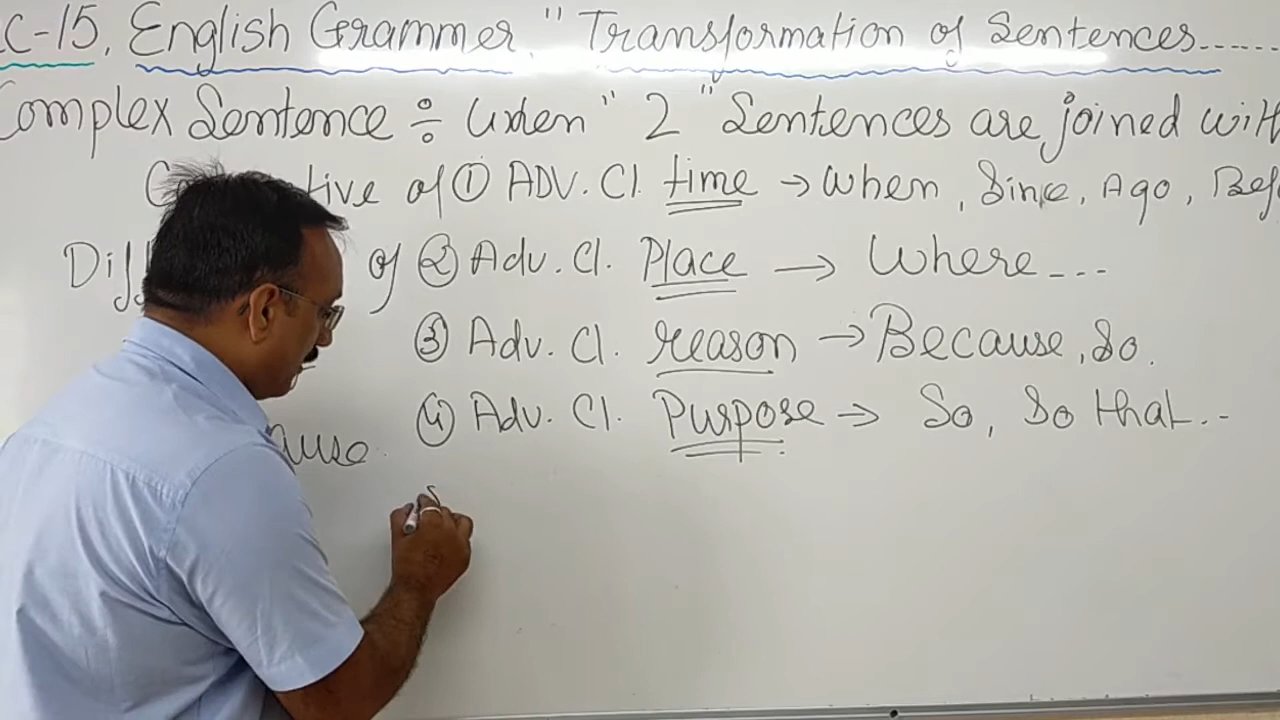 C-15, English Grammer, " Transformation of Sentences......
Complex Sentence ÷ when "2" Sentences are joined with
of ① ADV. Cl. time → when, Since, Ago,
of ② Adv. Cl. Place → Where...
③ Adv. Cl. reason → Because, So.
④ Adv. Cl. Purpose → So, So that..